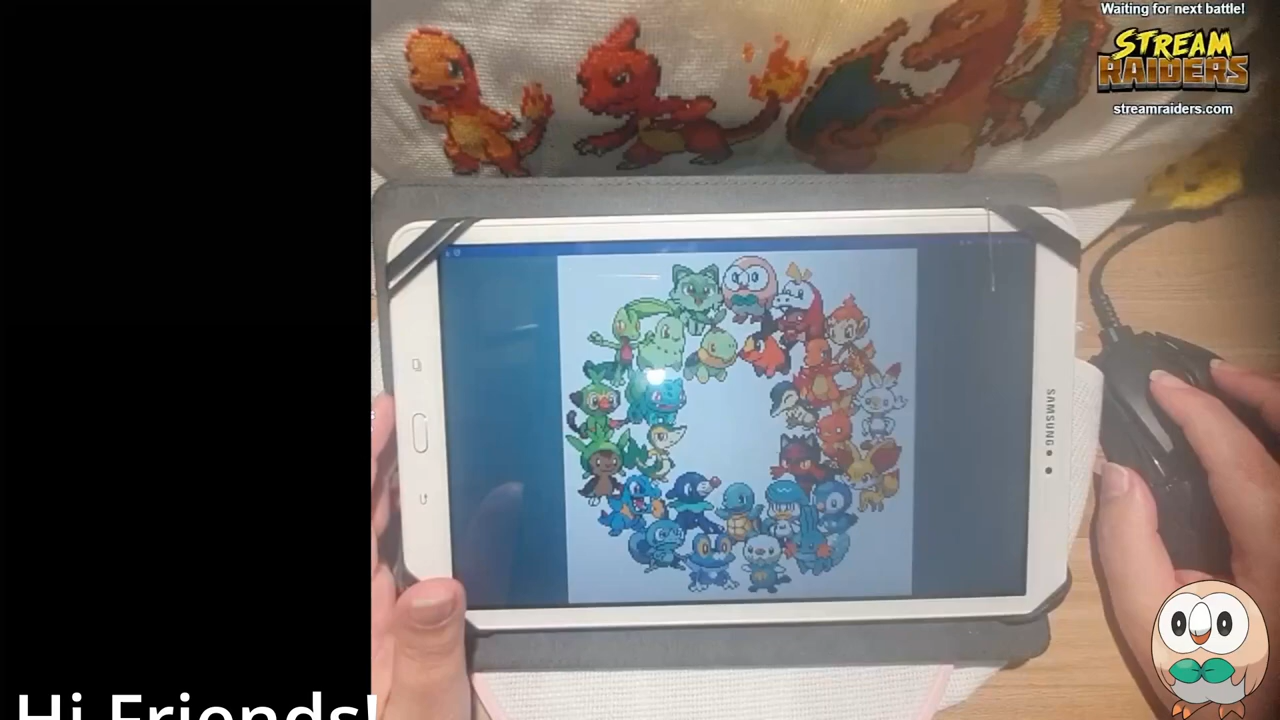 Waiting for next battle!
STREAM
RAIDERS
streamraiders.com
SAMSUNG
Hi Friends!